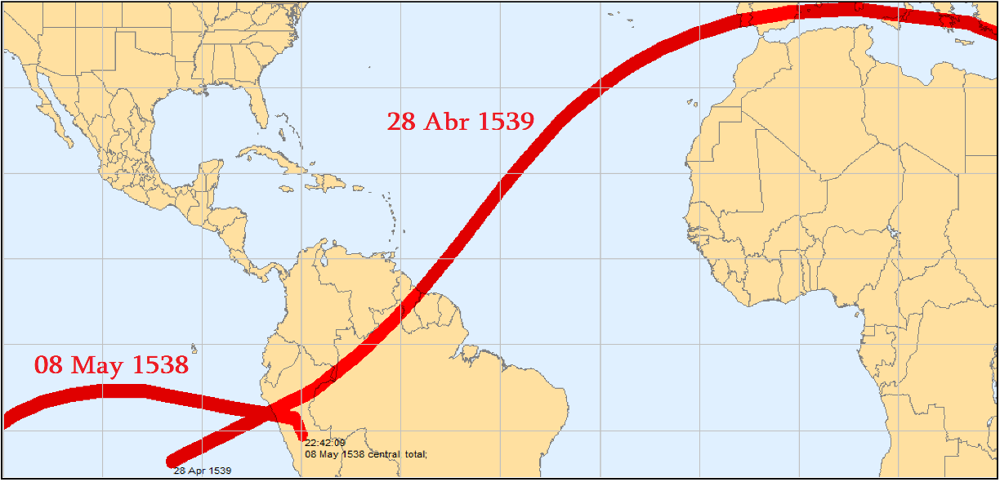 28 Abr 1539
08 May 1538
22:42:09
08 May 1538 central total;
28 Apr 1539